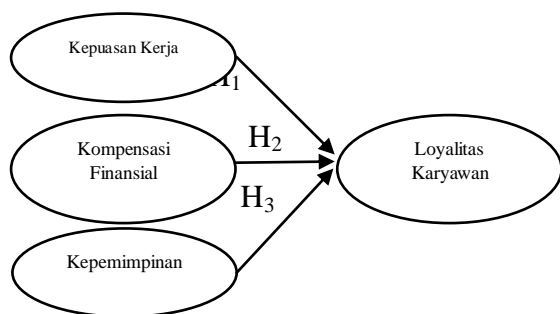 Kepuasan Kerja
H1
H2
Kompensasi
Finansial
Loyalitas
Karyawan
H3
Kepemimpinan